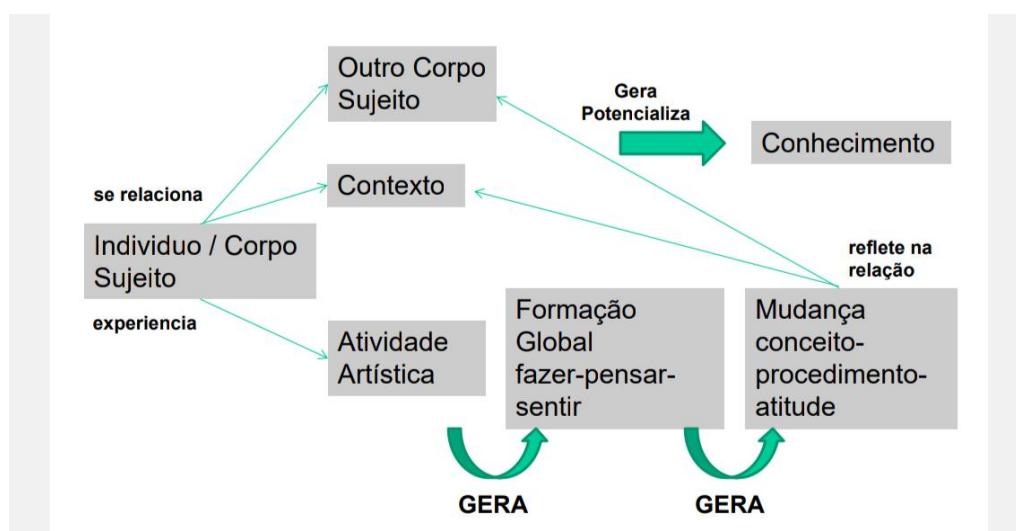 Outro Corpo
Sujeito
Gera
Potencializa
Conhecimento
se relaciona
Contexto
Individuo / Corpo
Sujeito
reflete na
relação
experiencia
Atividade
Artística
Formação
Global
fazer-pensar-
sentir
Mudança
conceito-
procedimento-
atitude
GERA
GERA